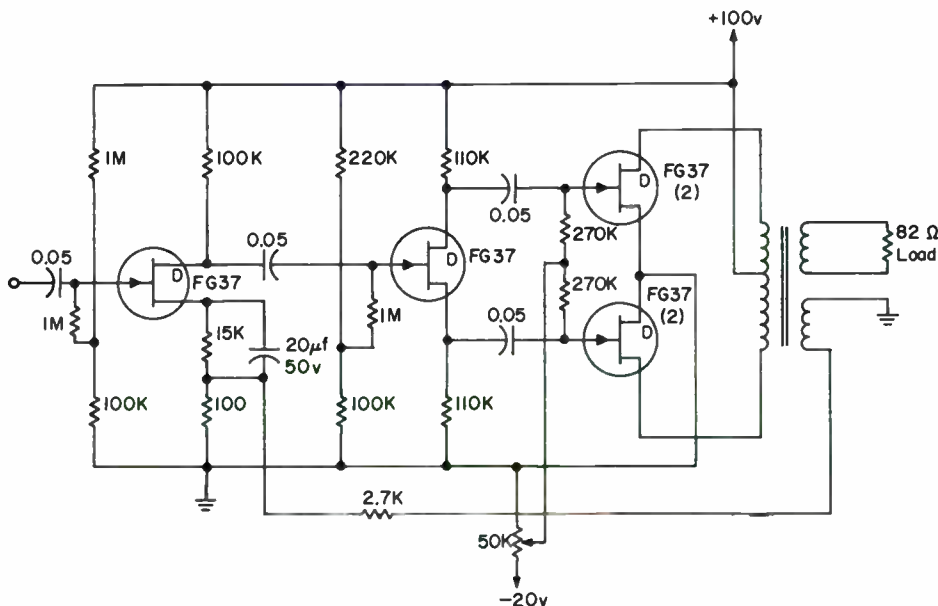 +100v
1M
100K
220K
110K
FG37
(2)
D
0.05
270K
82 Ω
Load
0.05
0.05
D
FG37
D
FG37
270K
FG37
(2)
D
1M
15K
20μf
50v
1M
0.05
100K
100
100K
110K
2.7K
50K
-20v